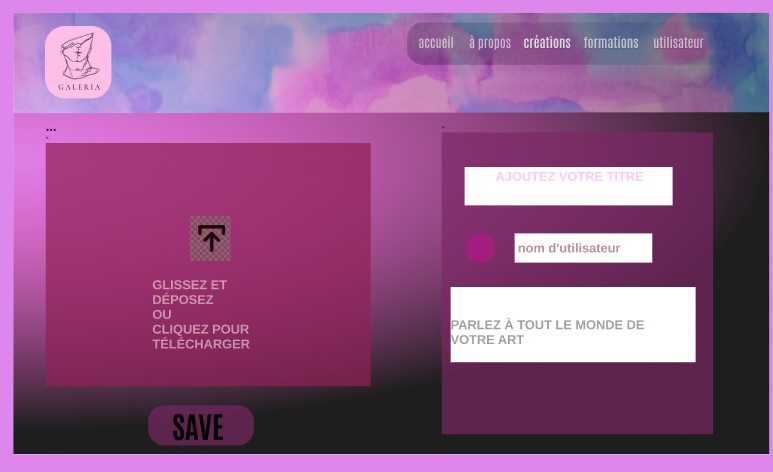 GALERIA
accueil à propos créations formations utilisateur
...
GLISSEZ ET
DÉPOSEZ
OU
CLIQUEZ POUR
TÉLÉCHARGER
SAVE
AJOUTEZ VOTRE TITRE
nom d'utilisateur
PARLEZ À TOUT LE MONDE DE
VOTRE ART